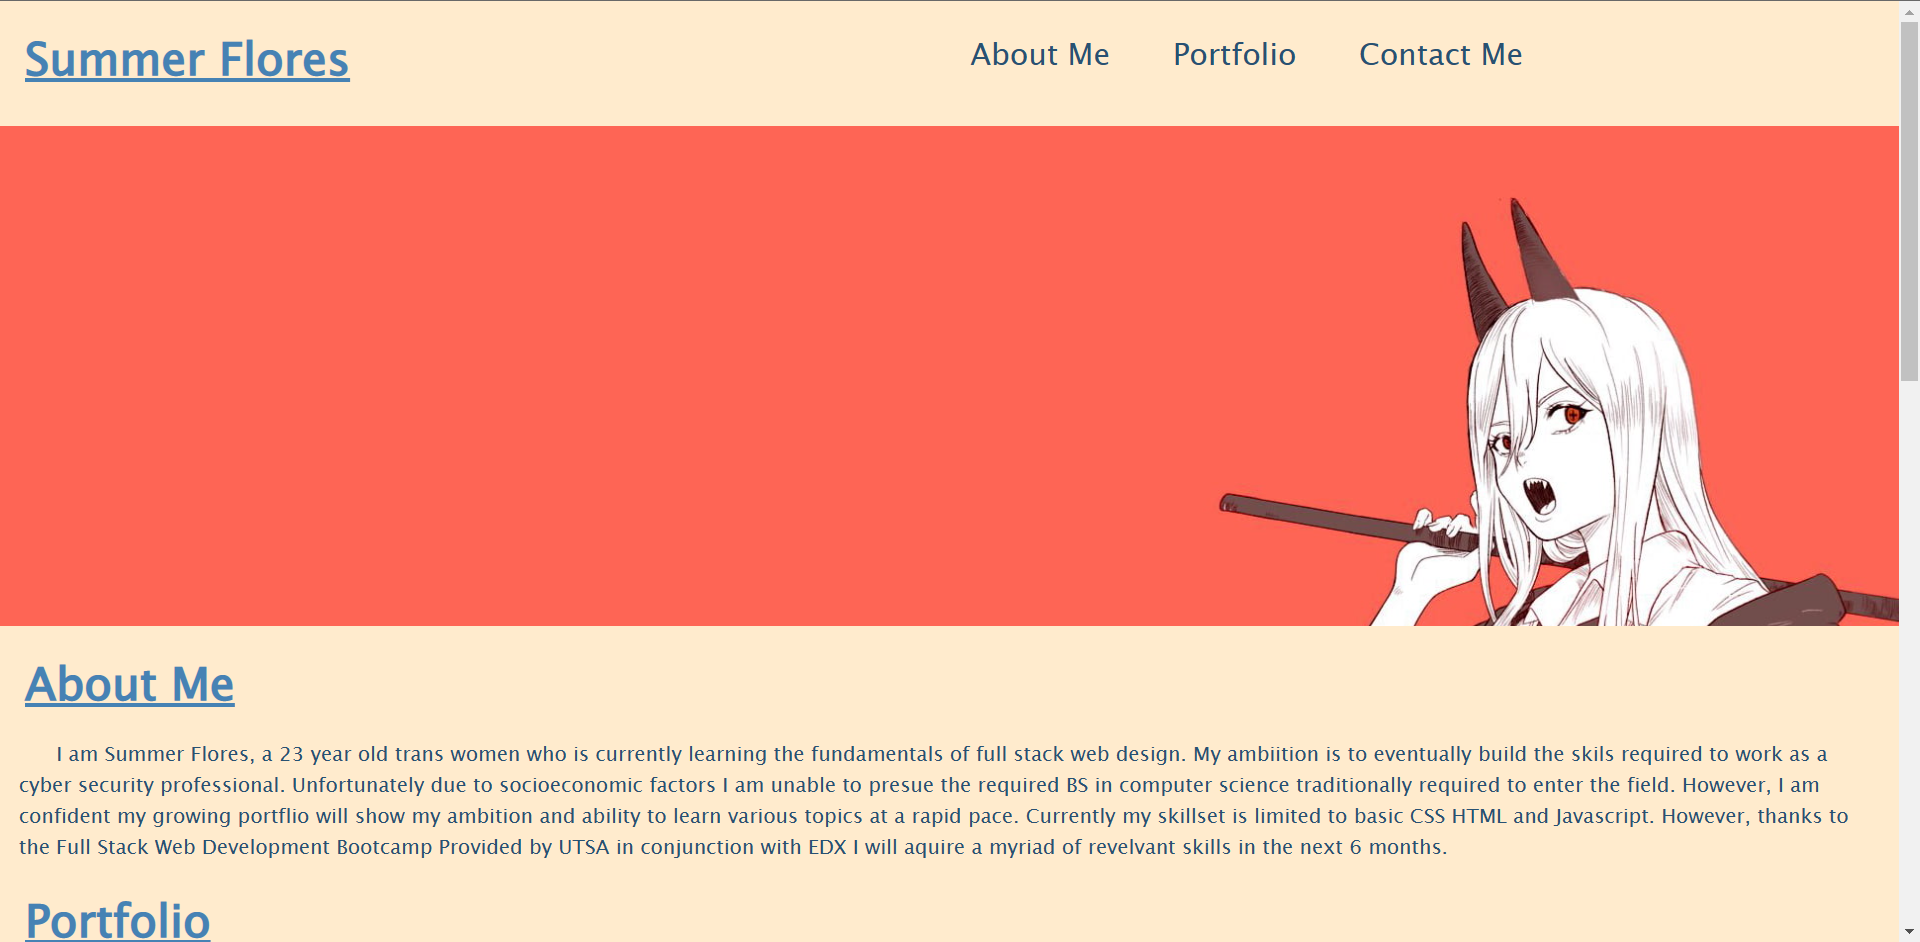 Summer Flores
About Me Portfolio Contact Me
About Me
I am Summer Flores, a 23 year old trans women who is currently learning the fundamentals of full stack web design. My ambiition is to eventually build the skils required to work as a
cyber security professional. Unfortunately due to socioeconomic factors I am unable to presue the required BS in computer science traditionally required to enter the field. However, I am
confident my growing portflio will show my ambition and ability to learn various topics at a rapid pace. Currently my skillset is limited to basic CSS HTML and Javascript. However, thanks to
the Full Stack Web Development Bootcamp Provided by UTSA in conjunction with EDX I will aquire a myriad of revelvant skills in the next 6 months.
Portfolio